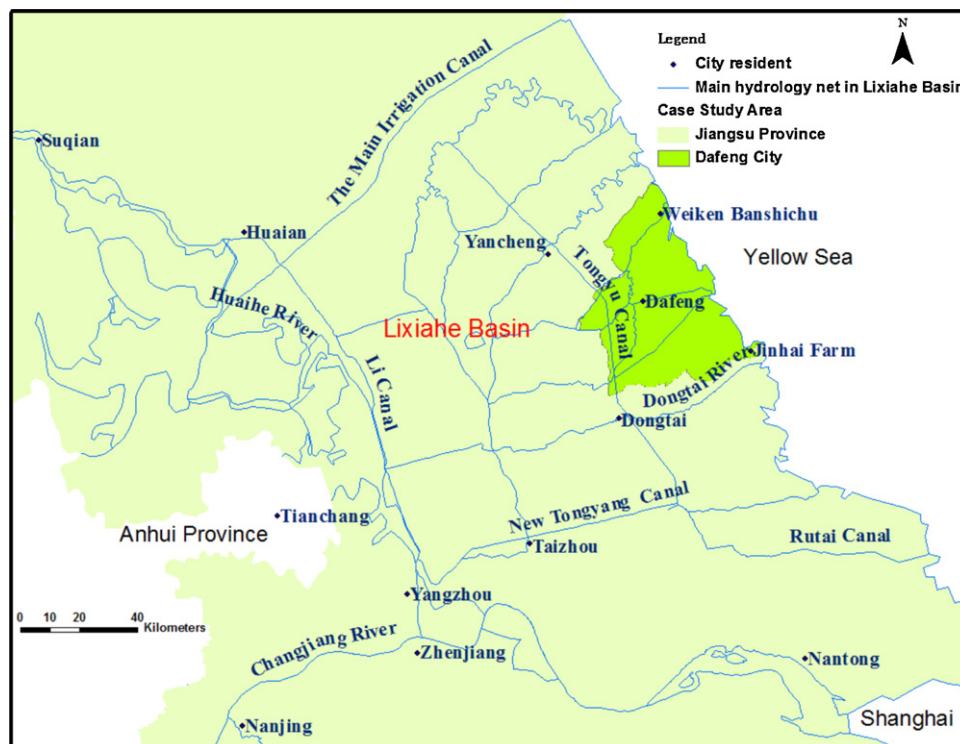 N
Legend
City resident
Main hydrology net in Lixiahe Basin
Case Study Area
Jiangsu Province
Dafeng City
The Main Irrigation Canal
Suqian
Weiken Banshichu
Huaian
Yancheng
Yellow Sea
Tongyu Canal
Huaihe River
Dafeng
Lixiahe Basin
Li Canal
Jinhai Farm
Dongtai River
Dongtai
New Tongyang Canal
Tianchang
Anhui Province
Taizhou
Rutai Canal
Yangzhou
0 10 20 40
Kilometers
Changjiang River
Zhenjiang
Nantong
Nanjing
Shanghai